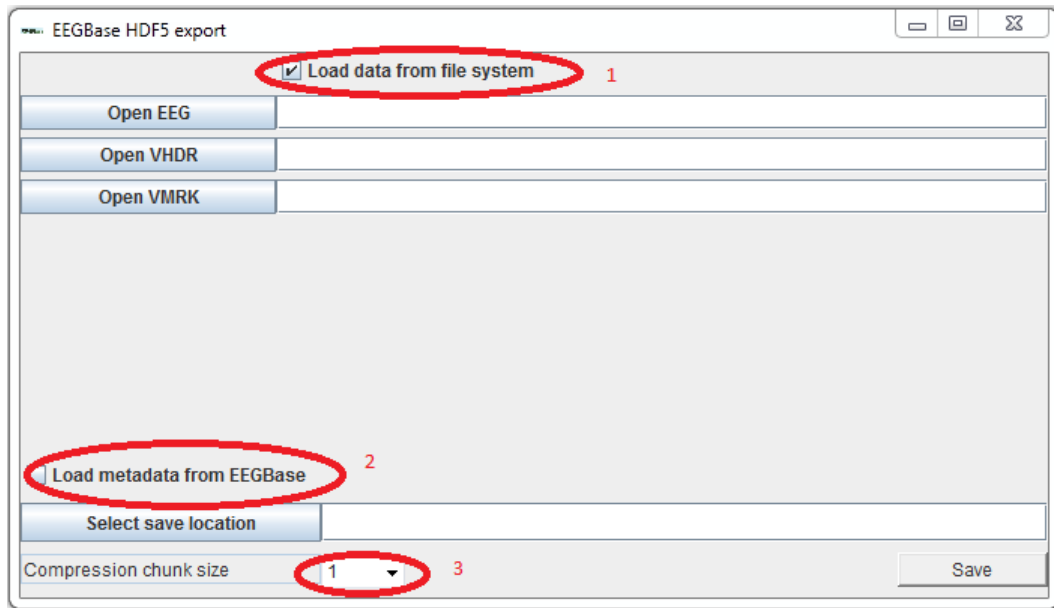 EEGBase HDF5 export
Load data from file system 1
Open EEG
Open VHDR
Open VMRK
2
Load metadata from EEGBase
Select save location
Compression chunk size 1 3 Save